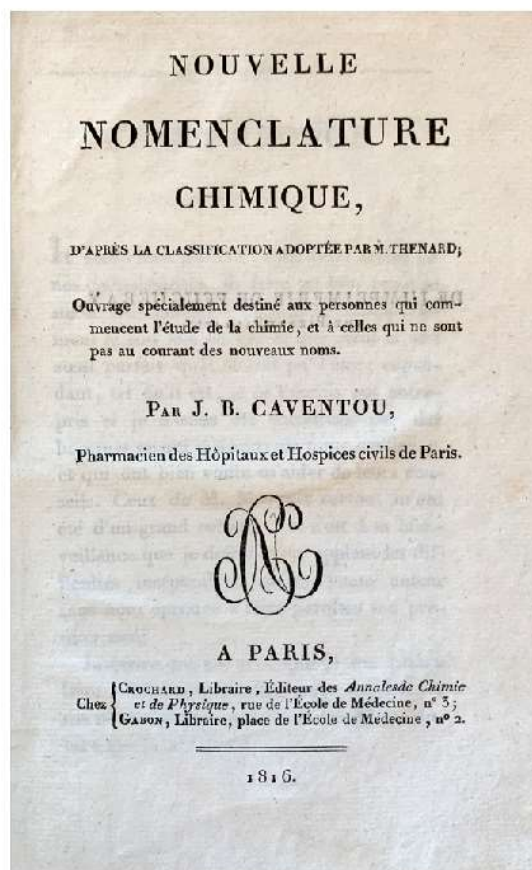 NOUVELLE
NOMENCLATURE
CHIMIQUE,
D'APRÈS LA CLASSIFICATION ADOPTÉE PAR M. THENARD;
Ouvrage spécialement destiné aux personnes qui com-
mencent l'étude de la chimie, et à celles qui ne sont
pas au courant des nouveaux noms.
PAR J. B. CAVENTOU,
Pharmacien des Hôpitaux et Hospices civils de Paris.
A PARIS,
Chez
CROCHARD, Libraire, Éditeur des Annales de Chimie
et de Physique, rue de l'École de Médecine, n° 3;
GABON, Libraire, place de l'École de Médecine, n° 2.
1816.